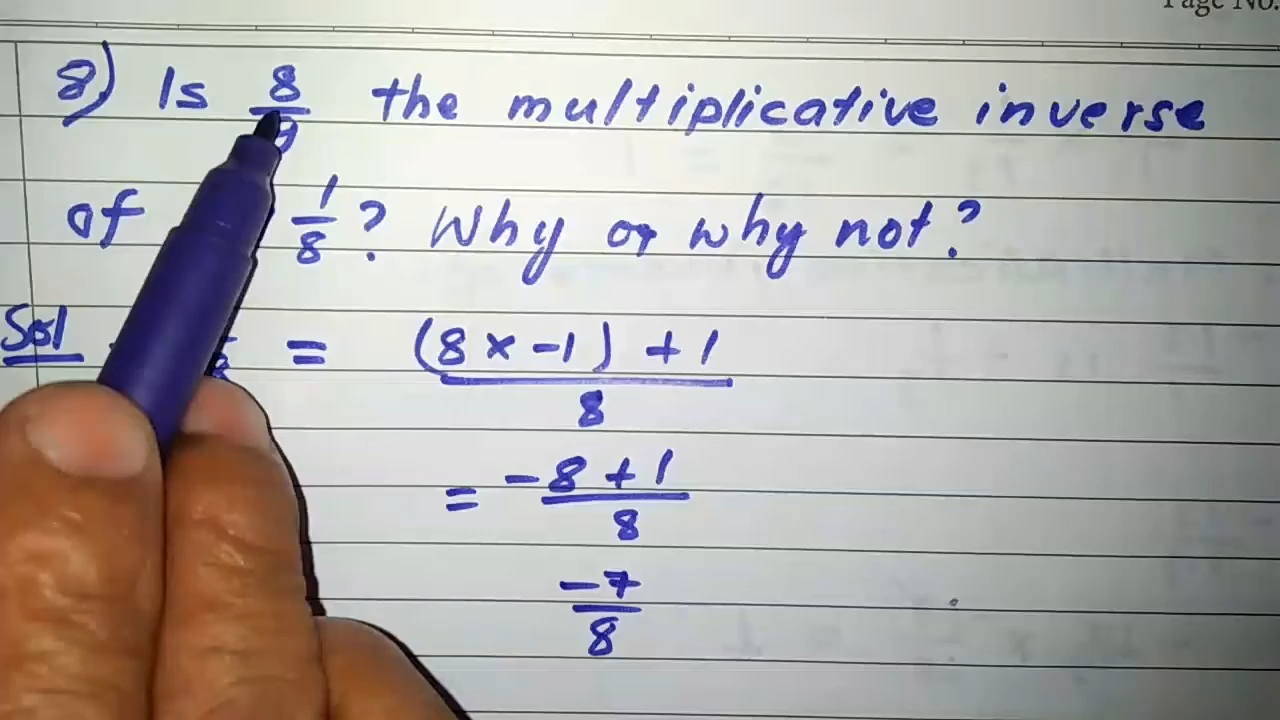 Page No.
8) Is 8/9 the multiplicative inverse
of 1/8? Why or why not?
Sol = (8 x -1) + 1 / 8
= -8 + 1 / 8
-7 / 8